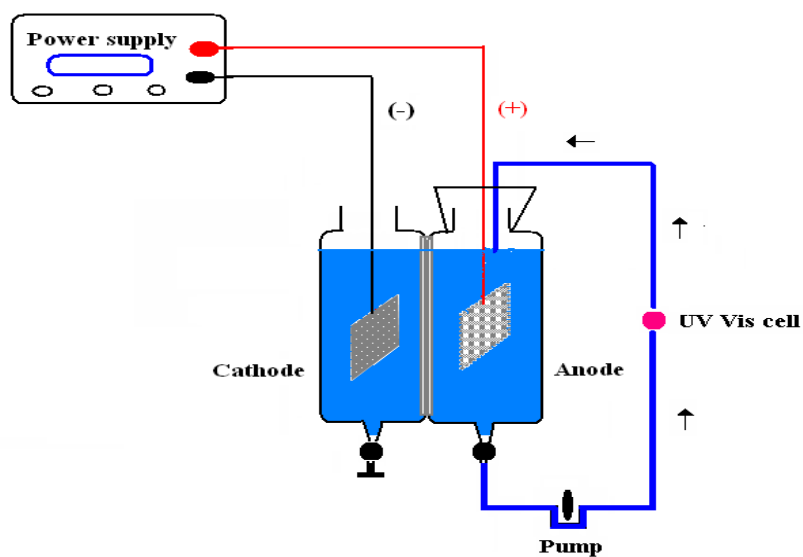 Power supply
(-)
(+)
UV Vis cell
Cathode
Anode
Pump